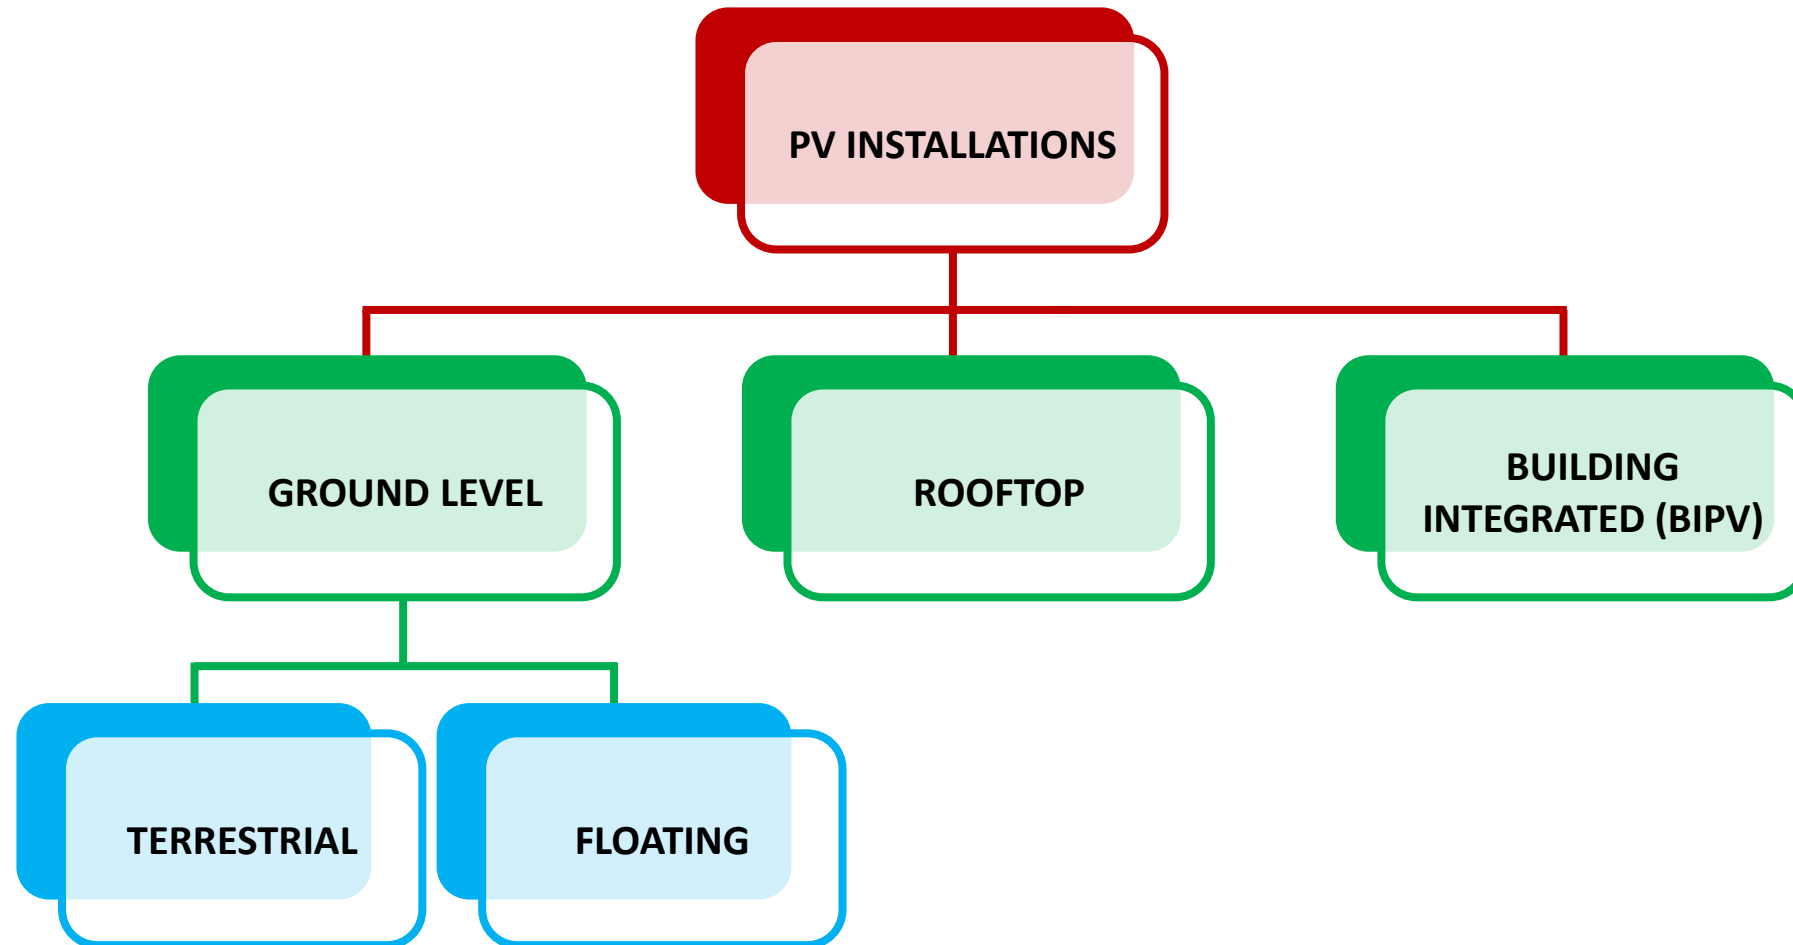 PV INSTALLATIONS
GROUND LEVEL
ROOFTOP
BUILDING
INTEGRATED (BIPV)
TERRESTRIAL
FLOATING